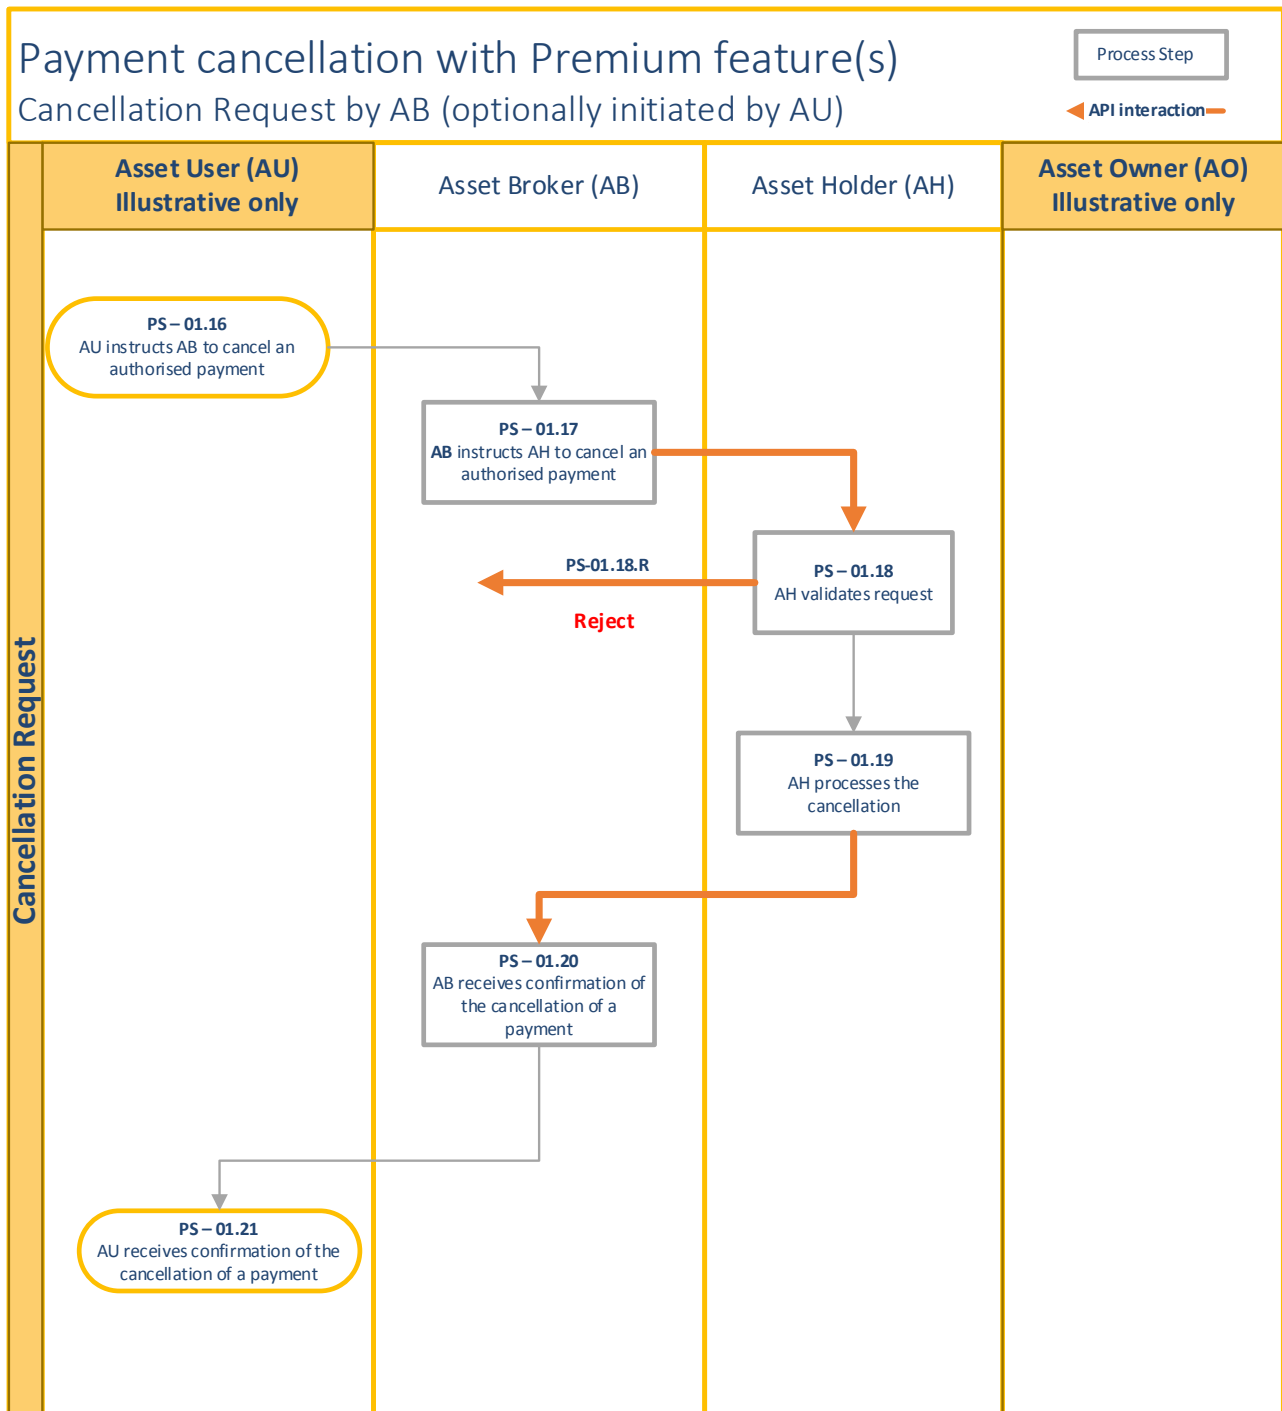 Payment cancellation with Premium feature(s)
Cancellation Request by AB (optionally initiated by AU)
Process Step
API interaction
Asset User (AU)
Illustrative only
Asset Broker (AB)
Asset Holder (AH)
Asset Owner (AO)
Illustrative only
Cancellation Request
PS – 01.16
AU instructs AB to cancel an
authorised payment
PS – 01.17
AB instructs AH to cancel an
authorised payment
PS-01.18.R
Reject
PS – 01.18
AH validates request
PS – 01.19
AH processes the
cancellation
PS – 01.20
AB receives confirmation of
the cancellation of a
payment
PS – 01.21
AU receives confirmation of the
cancellation of a payment